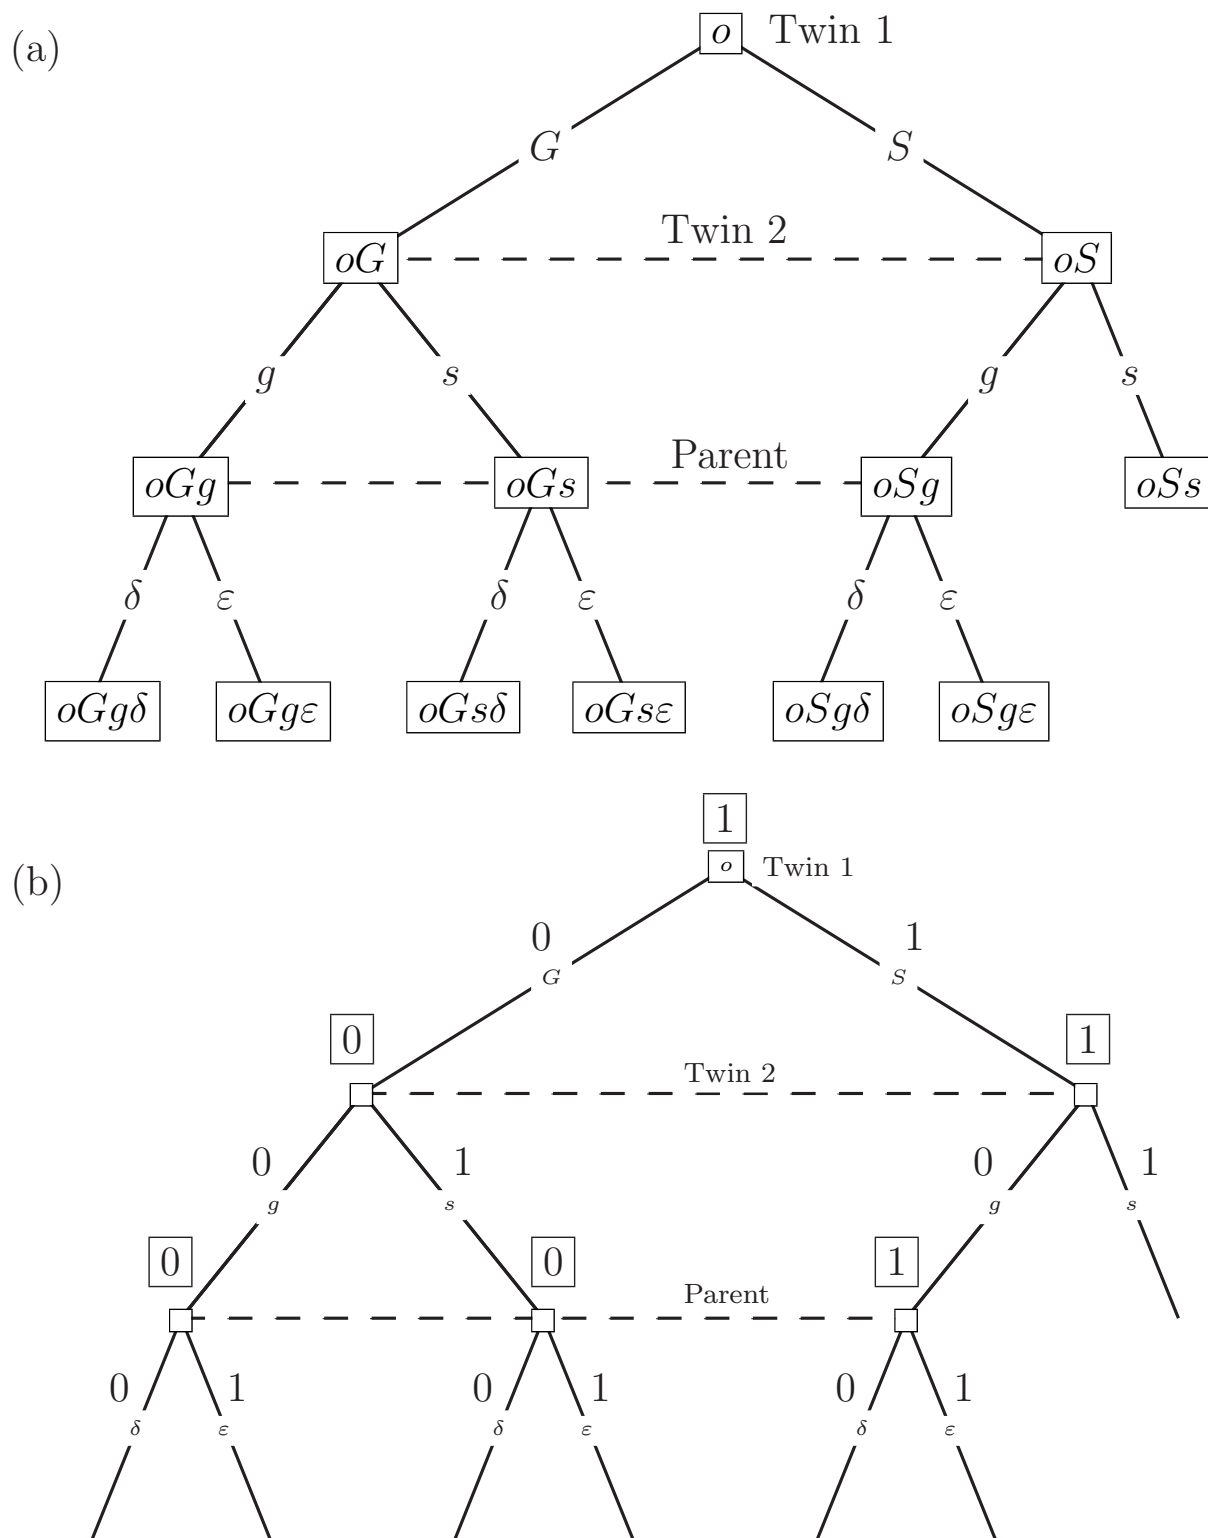 (a)
o Twin 1
G S
Twin 2
oG oS
g s g s
Parent
oGg oGs oSg oSs
δ ε δ ε δ ε
oGgδ oGgε oGsδ oGsε oSgδ oSgε
1
(b)
o Twin 1
0 1
G S
0 1
Twin 2
0 1 0 1
g s g s
0 0 1
Parent
0 1 0 1 0 1
δ ε δ ε δ ε